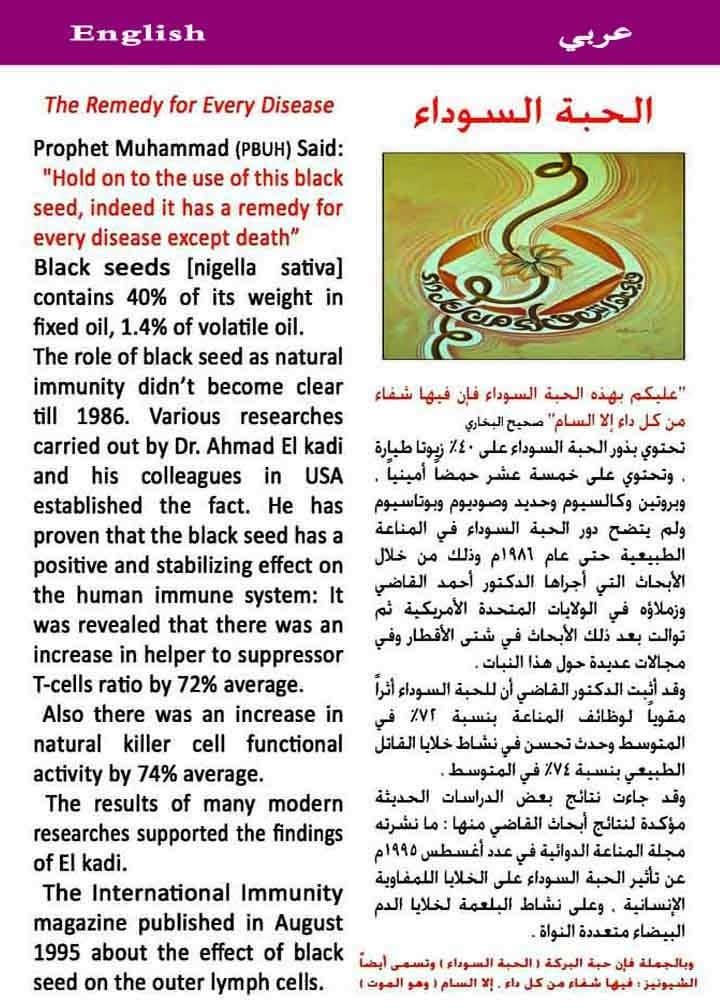 English
عربي
The Remedy for Every Disease
Prophet Muhammad (PBUH) Said:
"Hold on to the use of this black
seed, indeed it has a remedy for
every disease except death”
Black seeds [nigella sativa]
contains 40% of its weight in
fixed oil, 1.4% of volatile oil.
The role of black seed as natural
immunity didn’t become clear
till 1986. Various researches
carried out by Dr. Ahmad El kadi
and his colleagues in USA
established the fact. He has
proven that the black seed has a
positive and stabilizing effect on
the human immune system: It
was revealed that there was an
increase in helper to suppressor
T-cells ratio by 72% average.
Also there was an increase in
natural killer cell functional
activity by 74% average.
The results of many modern
researches supported the findings
of El kadi.
The International Immunity
magazine published in August
1995 about the effect of black
seed on the outer lymph cells.
الحبة السوداء
"عليكم بهذه الحبة السوداء فإن فيها شفاء
من كل داء إلا السام" صحيح البخاري
تحتوي بذور الحبة السوداء على ٤٠٪ زيوتا طيارة
، وتحتوي على خمسة عشر حمضاً أمينياً ،
وبروتين وكالسيوم وحديد وصوديوم وبوتاسيوم
ولم يتضح دور الحبة السوداء في المناعة
الطبيعية حتى عام ١٩٨٦م وذلك من خلال
الأبحاث التي أجراها الدكتور أحمد القاضي
وزملاؤه في الولايات المتحدة الأمريكية ثم
توالت بعد ذلك الأبحاث في شتى الأقطار وفي
مجالات عديدة حول هذا النبات .
وقد أثبت الدكتور القاضي أن للحبة السوداء أثراً
مقوياً لوظائف المناعة بنسبة ٧٢٪ في
المتوسط وحدث تحسن في نشاط خلايا القاتل
الطبيعي بنسبة ٧٤٪ في المتوسط .
وقد جاءت نتائج بعض الدراسات الحديثة
مؤكدة لنتائج أبحاث القاضي منها : ما نشرته
مجلة المناعة الدوائية في عدد أغسطس ١٩٩٥م
عن تأثير الحبة السوداء على الخلايا اللمفاوية
الإنسانية ، وعلى نشاط البلعمة لخلايا الدم
البيضاء متعددة النواة .
وبالجملة فإن حبة البركة ( الحبة السوداء ) وتسمى أيضاً
الشيونيز : فيها شفاء من كل داء ، إلا السام ( وهو الموت )